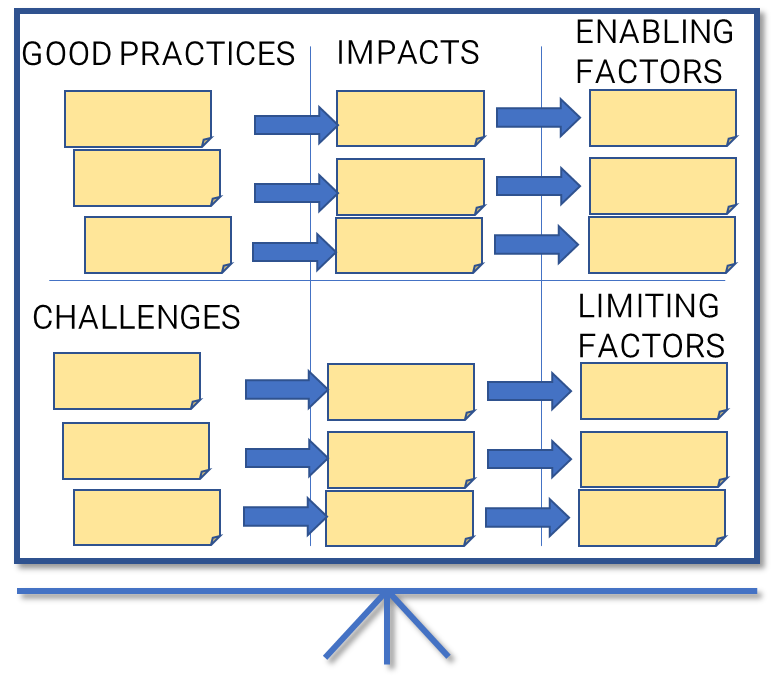 GOOD PRACTICES
IMPACTS
ENABLING
FACTORS
CHALLENGES
LIMITING
FACTORS